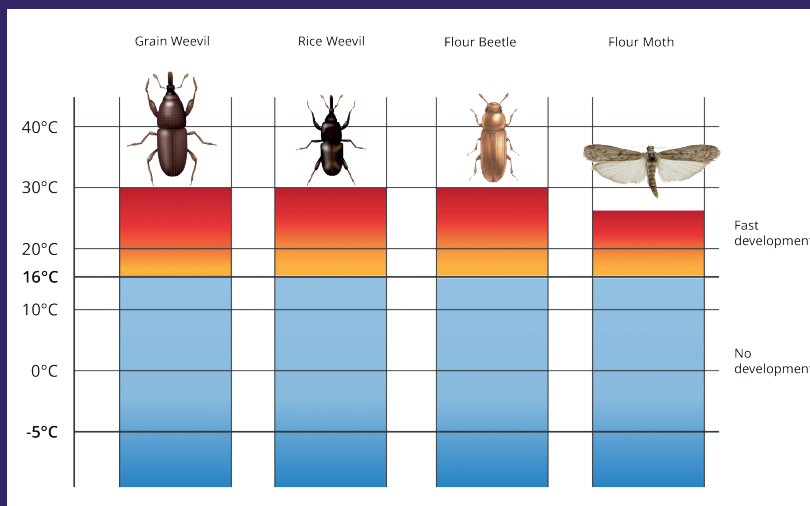 Grain Weevil
Rice Weevil
Flour Beetle
Flour Moth
40°C
30°C
20°C
16°C
10°C
0°C
-5°C
Fast
development
No
development